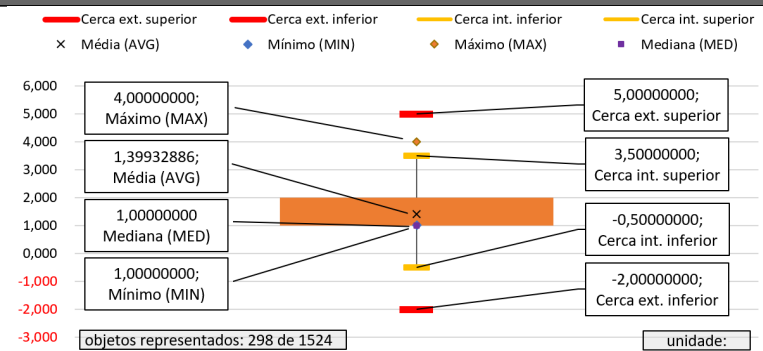 Cerca ext. superior Cerca ext. inferior Cerca int. inferior Cerca int. superior
Média (AVG) Mínimo (MIN) Máximo (MAX) Mediana (MED)
6,000
5,000
4,000
3,000
2,000
1,000
0,000
-1,000
-2,000
-3,000
4,00000000;
Máximo (MAX)
1,39932886;
Média (AVG)
1,00000000
Mediana (MED)
1,00000000;
Mínimo (MIN)
5,00000000;
Cerca ext. superior
3,50000000;
Cerca int. superior
-0,50000000;
Cerca int. inferior
-2,00000000;
Cerca ext. inferior
objetos representados: 298 de 1524
unidade: